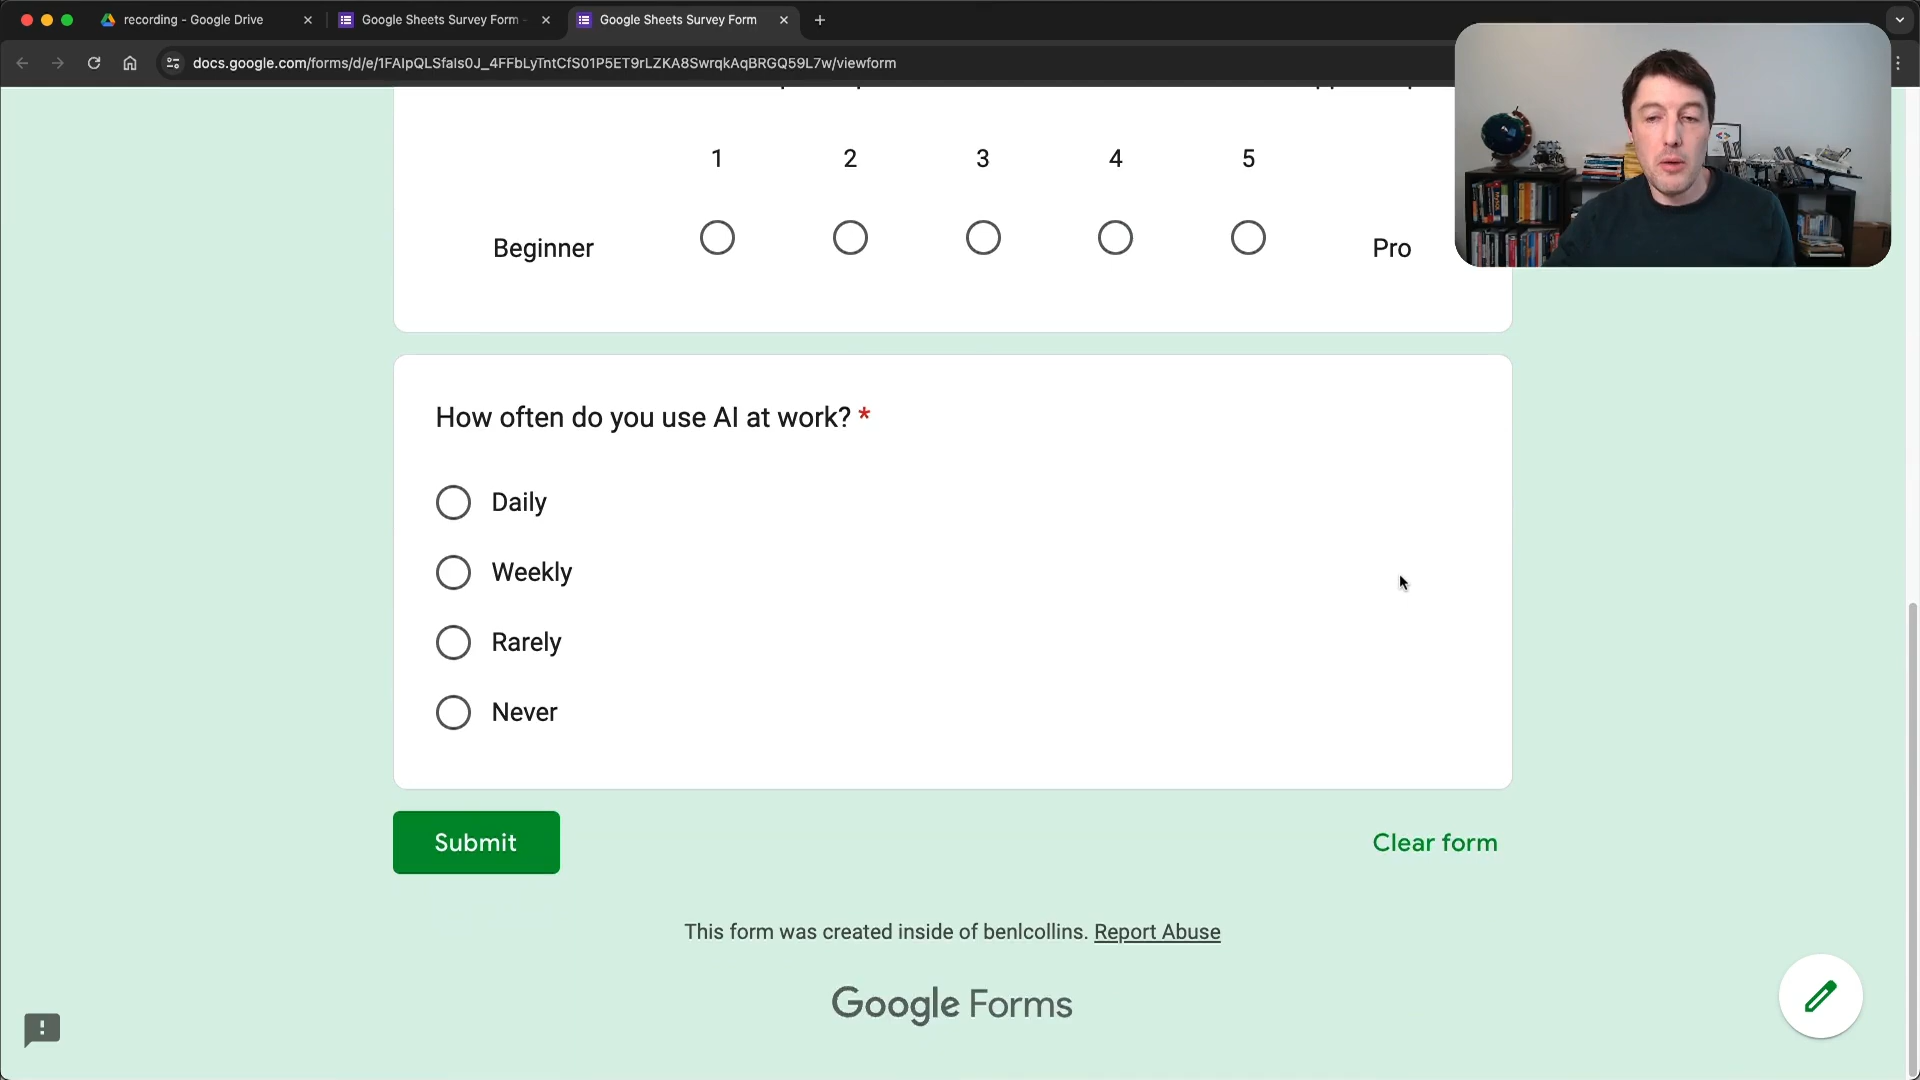 recording - Google Drive
Google Sheets Survey Form -
Google Sheets Survey Form
docs.google.com/forms/d/e/1FAIpQLSfaIs0J_4FFbLyTntCfS01P5ET9rLZKA8SwrqkAqBRGQ59L7w/viewform
1 2 3 4 5
Beginner Pro
How often do you use AI at work? *
Daily
Weekly
Rarely
Never
Submit
Clear form
This form was created inside of benlcollins. Report Abuse
Google Forms